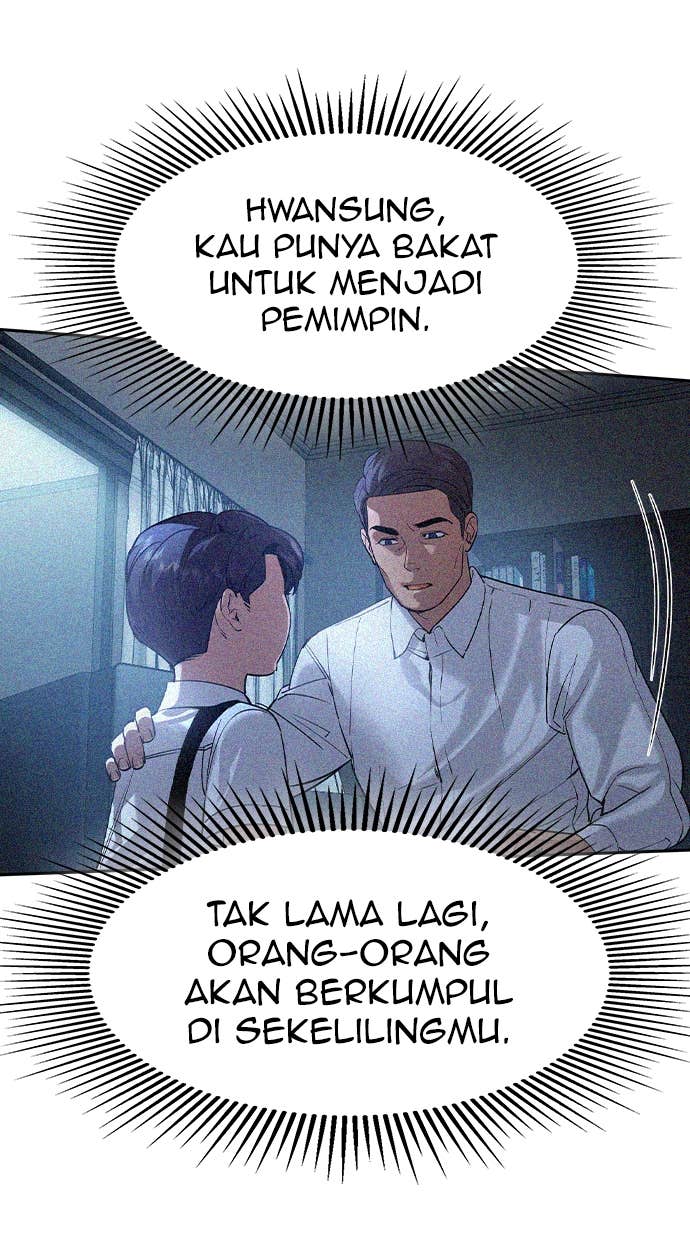 HWANSUNG,
KAU PUNYA BAKAT
UNTUK MENJADI
PEMIMPIN.
TAK LAMA LAGI,
ORANG-ORANG
AKAN BERKUMPUL
DI SEKELILINGMU.